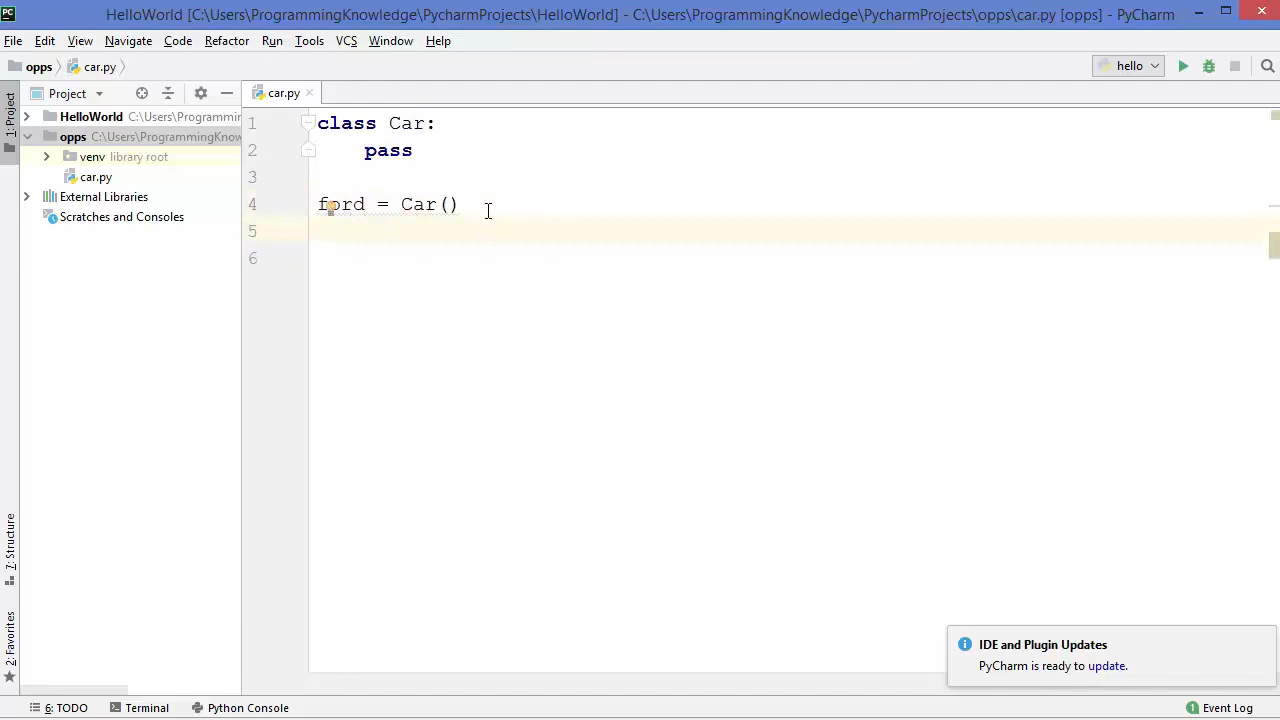 PC HelloWorld [C:\Users\ProgrammingKnowledge\PycharmProjects\HelloWorld] - C:\Users\ProgrammingKnowledge\PycharmProjects\opps\car.py [opps] - PyCharm
File Edit View Navigate Code Refactor Run Tools VCS Window Help
opps car.py hello
1: Project
Project
car.py
HelloWorld C:\Users\Programmin
opps C:\Users\ProgrammingKnow
venv library root
car.py
External Libraries
Scratches and Consoles
1 class Car:
2 pass
3
4 ford = Car()
5
6
7: Structure
2: Favorites
IDE and Plugin Updates
PyCharm is ready to update.
6: TODO Terminal Python Console 1 Event Log